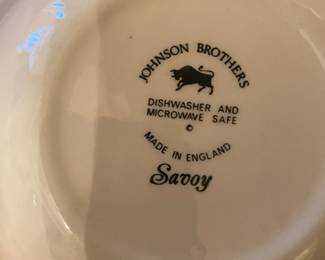 JOHNSON BROTHERS
DISHWASHER AND
MICROWAVE SAFE
©
MADE IN ENGLAND
Savoy